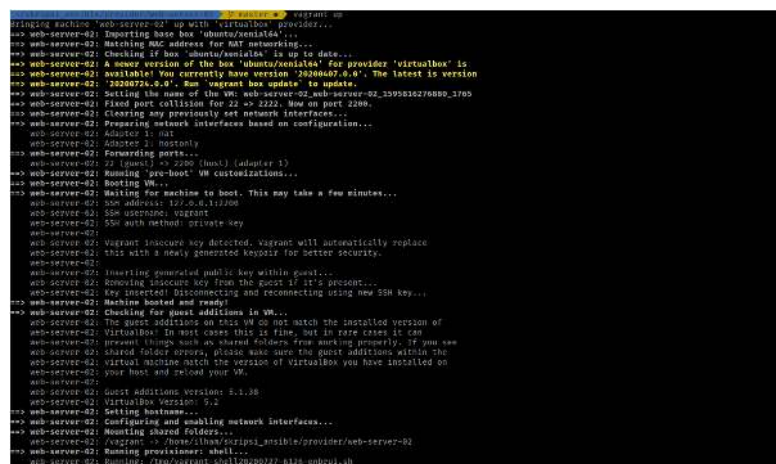 ~/skripsi_ansible/provider/web-server-02 master ● vagrant up
Bringing machine 'web-server-02' up with 'virtualbox' provider...
==> web-server-02: Importing base box 'ubuntu/xenial64'...
==> web-server-02: Matching MAC address for NAT networking...
==> web-server-02: Checking if box 'ubuntu/xenial64' is up to date...
==> web-server-02: A newer version of the box 'ubuntu/xenial64' for provider 'virtualbox' is
==> web-server-02: available! You currently have version '20200407.0.0'. The latest is version
==> web-server-02: '20200724.0.0'. Run `vagrant box update` to update.
==> web-server-02: Setting the name of the VM: web-server-02_web-server-02_1595816276880_1765
==> web-server-02: Fixed port collision for 22 => 2222. Now on port 2200.
==> web-server-02: Clearing any previously set network interfaces...
==> web-server-02: Preparing network interfaces based on configuration...
web-server-02: Adapter 1: nat
web-server-02: Adapter 2: hostonly
==> web-server-02: Forwarding ports...
web-server-02: 22 (guest) => 2200 (host) (adapter 1)
==> web-server-02: Running 'pre-boot' VM customizations...
==> web-server-02: Booting VM...
==> web-server-02: Waiting for machine to boot. This may take a few minutes...
web-server-02: SSH address: 127.0.0.1:2200
web-server-02: SSH username: vagrant
web-server-02: SSH auth method: private key
web-server-02:
web-server-02: Vagrant insecure key detected. Vagrant will automatically replace
web-server-02: this with a newly generated keypair for better security.
web-server-02:
web-server-02: Inserting generated public key within guest...
web-server-02: Removing insecure key from the guest if it's present...
web-server-02: Key inserted! Disconnecting and reconnecting using new SSH key...
==> web-server-02: Machine booted and ready!
==> web-server-02: Checking for guest additions in VM...
web-server-02: The guest additions on this VM do not match the installed version of
web-server-02: VirtualBox! In most cases this is fine, but in rare cases it can
web-server-02: prevent things such as shared folders from working properly. If you see
web-server-02: shared folder errors, please make sure the guest additions within the
web-server-02: virtual machine match the version of VirtualBox you have installed on
web-server-02: your host and reload your VM.
web-server-02:
web-server-02: Guest Additions Version: 5.1.38
web-server-02: VirtualBox Version: 5.2
==> web-server-02: Setting hostname...
==> web-server-02: Configuring and enabling network interfaces...
==> web-server-02: Mounting shared folders...
web-server-02: /vagrant => /home/ilham/skripsi_ansible/provider/web-server-02
==> web-server-02: Running provisioner: shell...
web-server-02: Running: